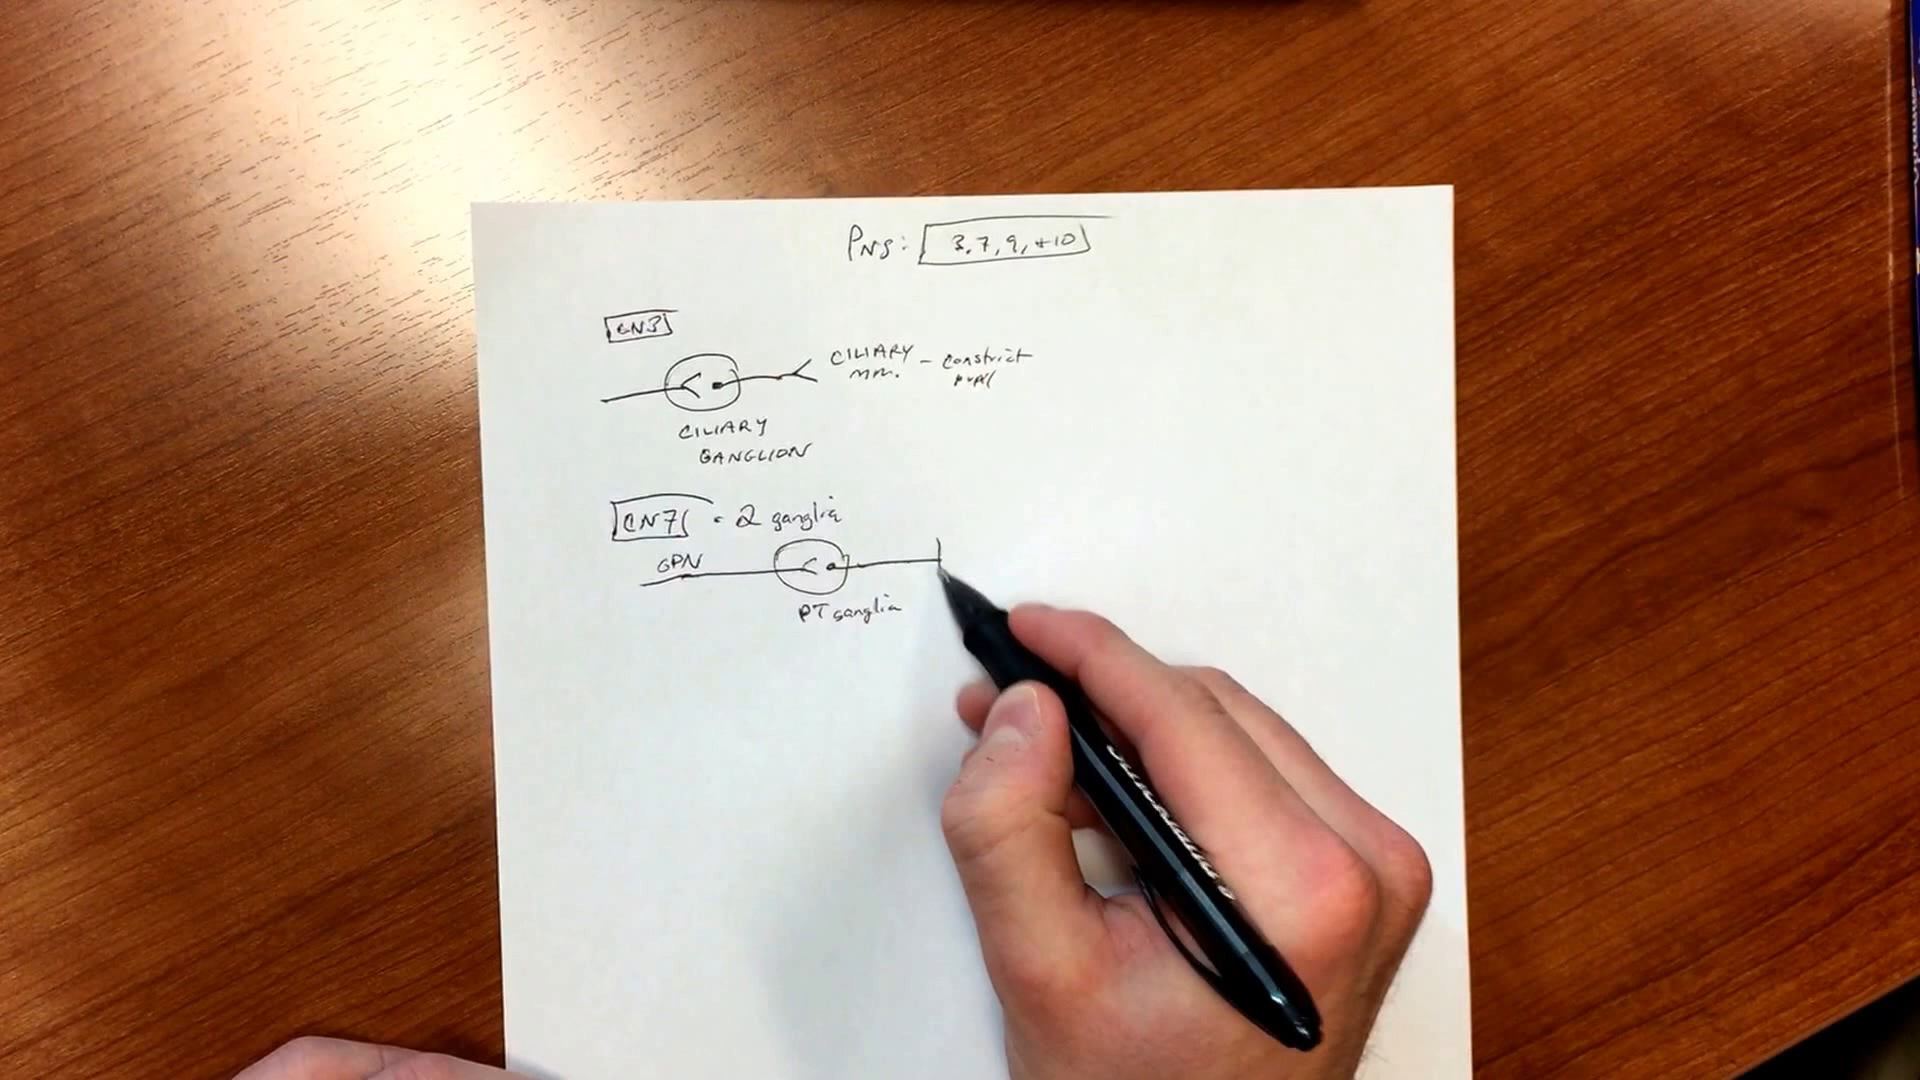 PNS: 3, 7, 9, +10
CN3
CILIARY - constrict
MM. pupil
CILIARY
GANGLION
CN7 - 2 ganglia
GPN
PT ganglia